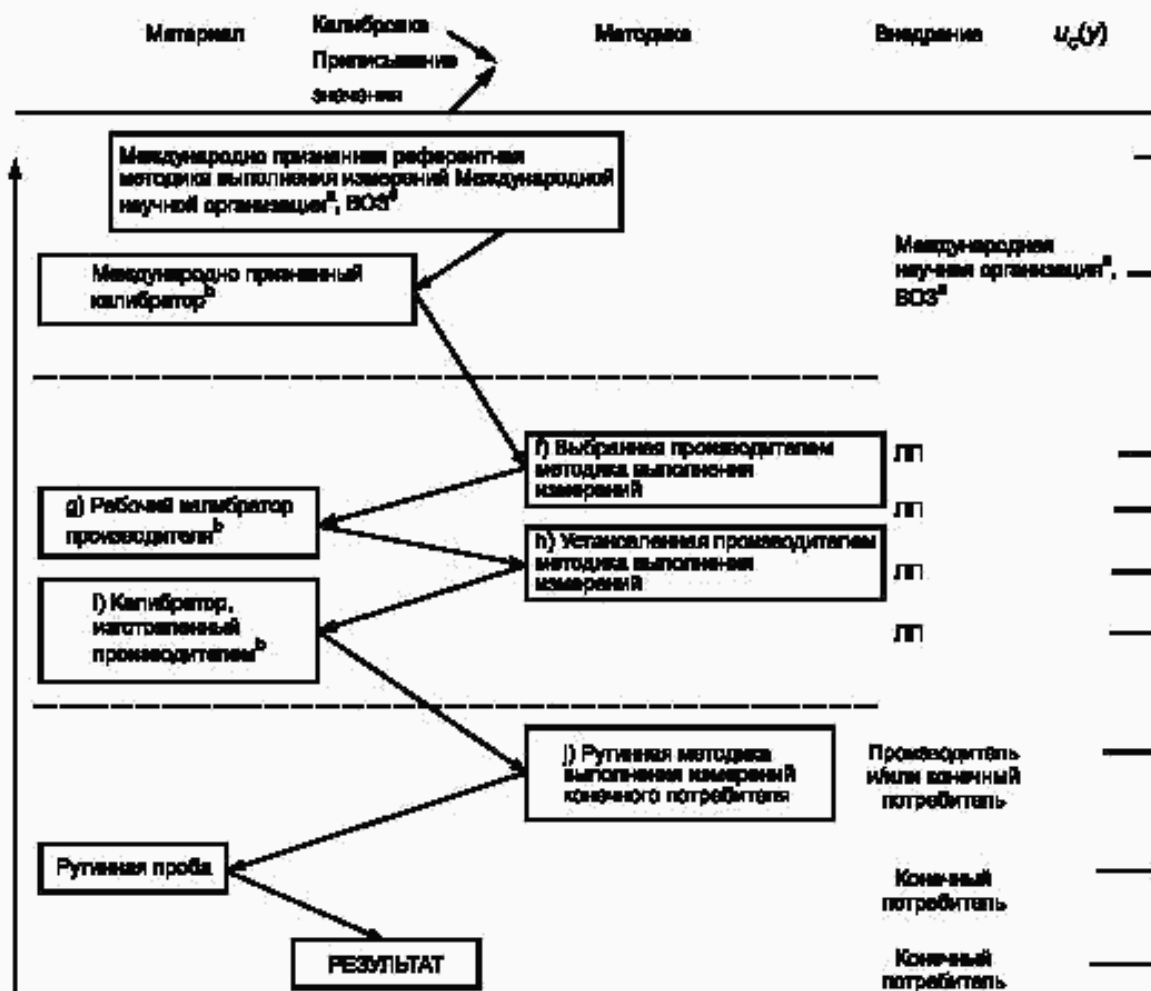 Материал
Калибровка
Приписывание
значения
Методика
Внедрение
u_c(y)
Международно признанная референтная
методика выполнения измерений Международной
научной организация^a, ВОЗ^a
Международно признанный
калибратор^b
Международная
научная организация^a,
ВОЗ^a
f) Выбранная производителем
методика выполнения
измерений
ЛП
g) Рабочий калибратор
производителя^b
ЛП
h) Установленная производителем
методика выполнения
измерений
ЛП
i) Калибратор,
изготовленный
производителем^b
ЛП
j) Рутинная методика
выполнения измерений
конечного потребителя
Производитель
и/или конечный
потребитель
Рутинная проба
Конечный
потребитель
РЕЗУЛЬТАТ
Конечный
потребитель